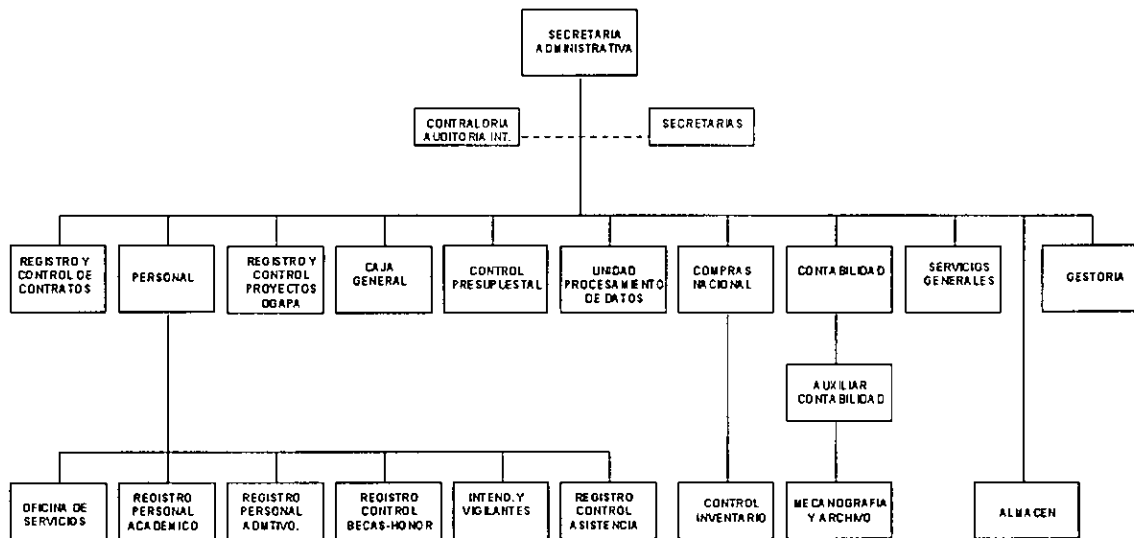 SECRETARIA
ADMINISTRATIVA
CONTRALORIA
AUDITORIA INT.
SECRETARIAS
REGISTRO Y
CONTROL DE
CONTRATOS
PERSONAL
REGISTRO Y
CONTROL
PROYECTOS
DGAPA
CAJA
GENERAL
CONTROL
PRESUPUESTAL
UNIDAD
PROCESAMIENTO
DE DATOS
COMPRAS
NACIONAL
CONTABILIDAD
SERVICIOS
GENERALES
GESTORIA
AUXILIAR
CONTABILIDAD
OFICINA DE
SERVICIOS
REGISTRO
PERSONAL
ACADEMICO
REGISTRO
PERSONAL
ADMTIVO.
REGISTRO
CONTROL
BECAS-HONOR
INTEND.Y
VIGILANTES
REGISTRO
CONTROL
ASISTENCIA
CONTROL
INVENTARIO
MECANOGRAFIA
Y ARCHIVO
ALMACEN